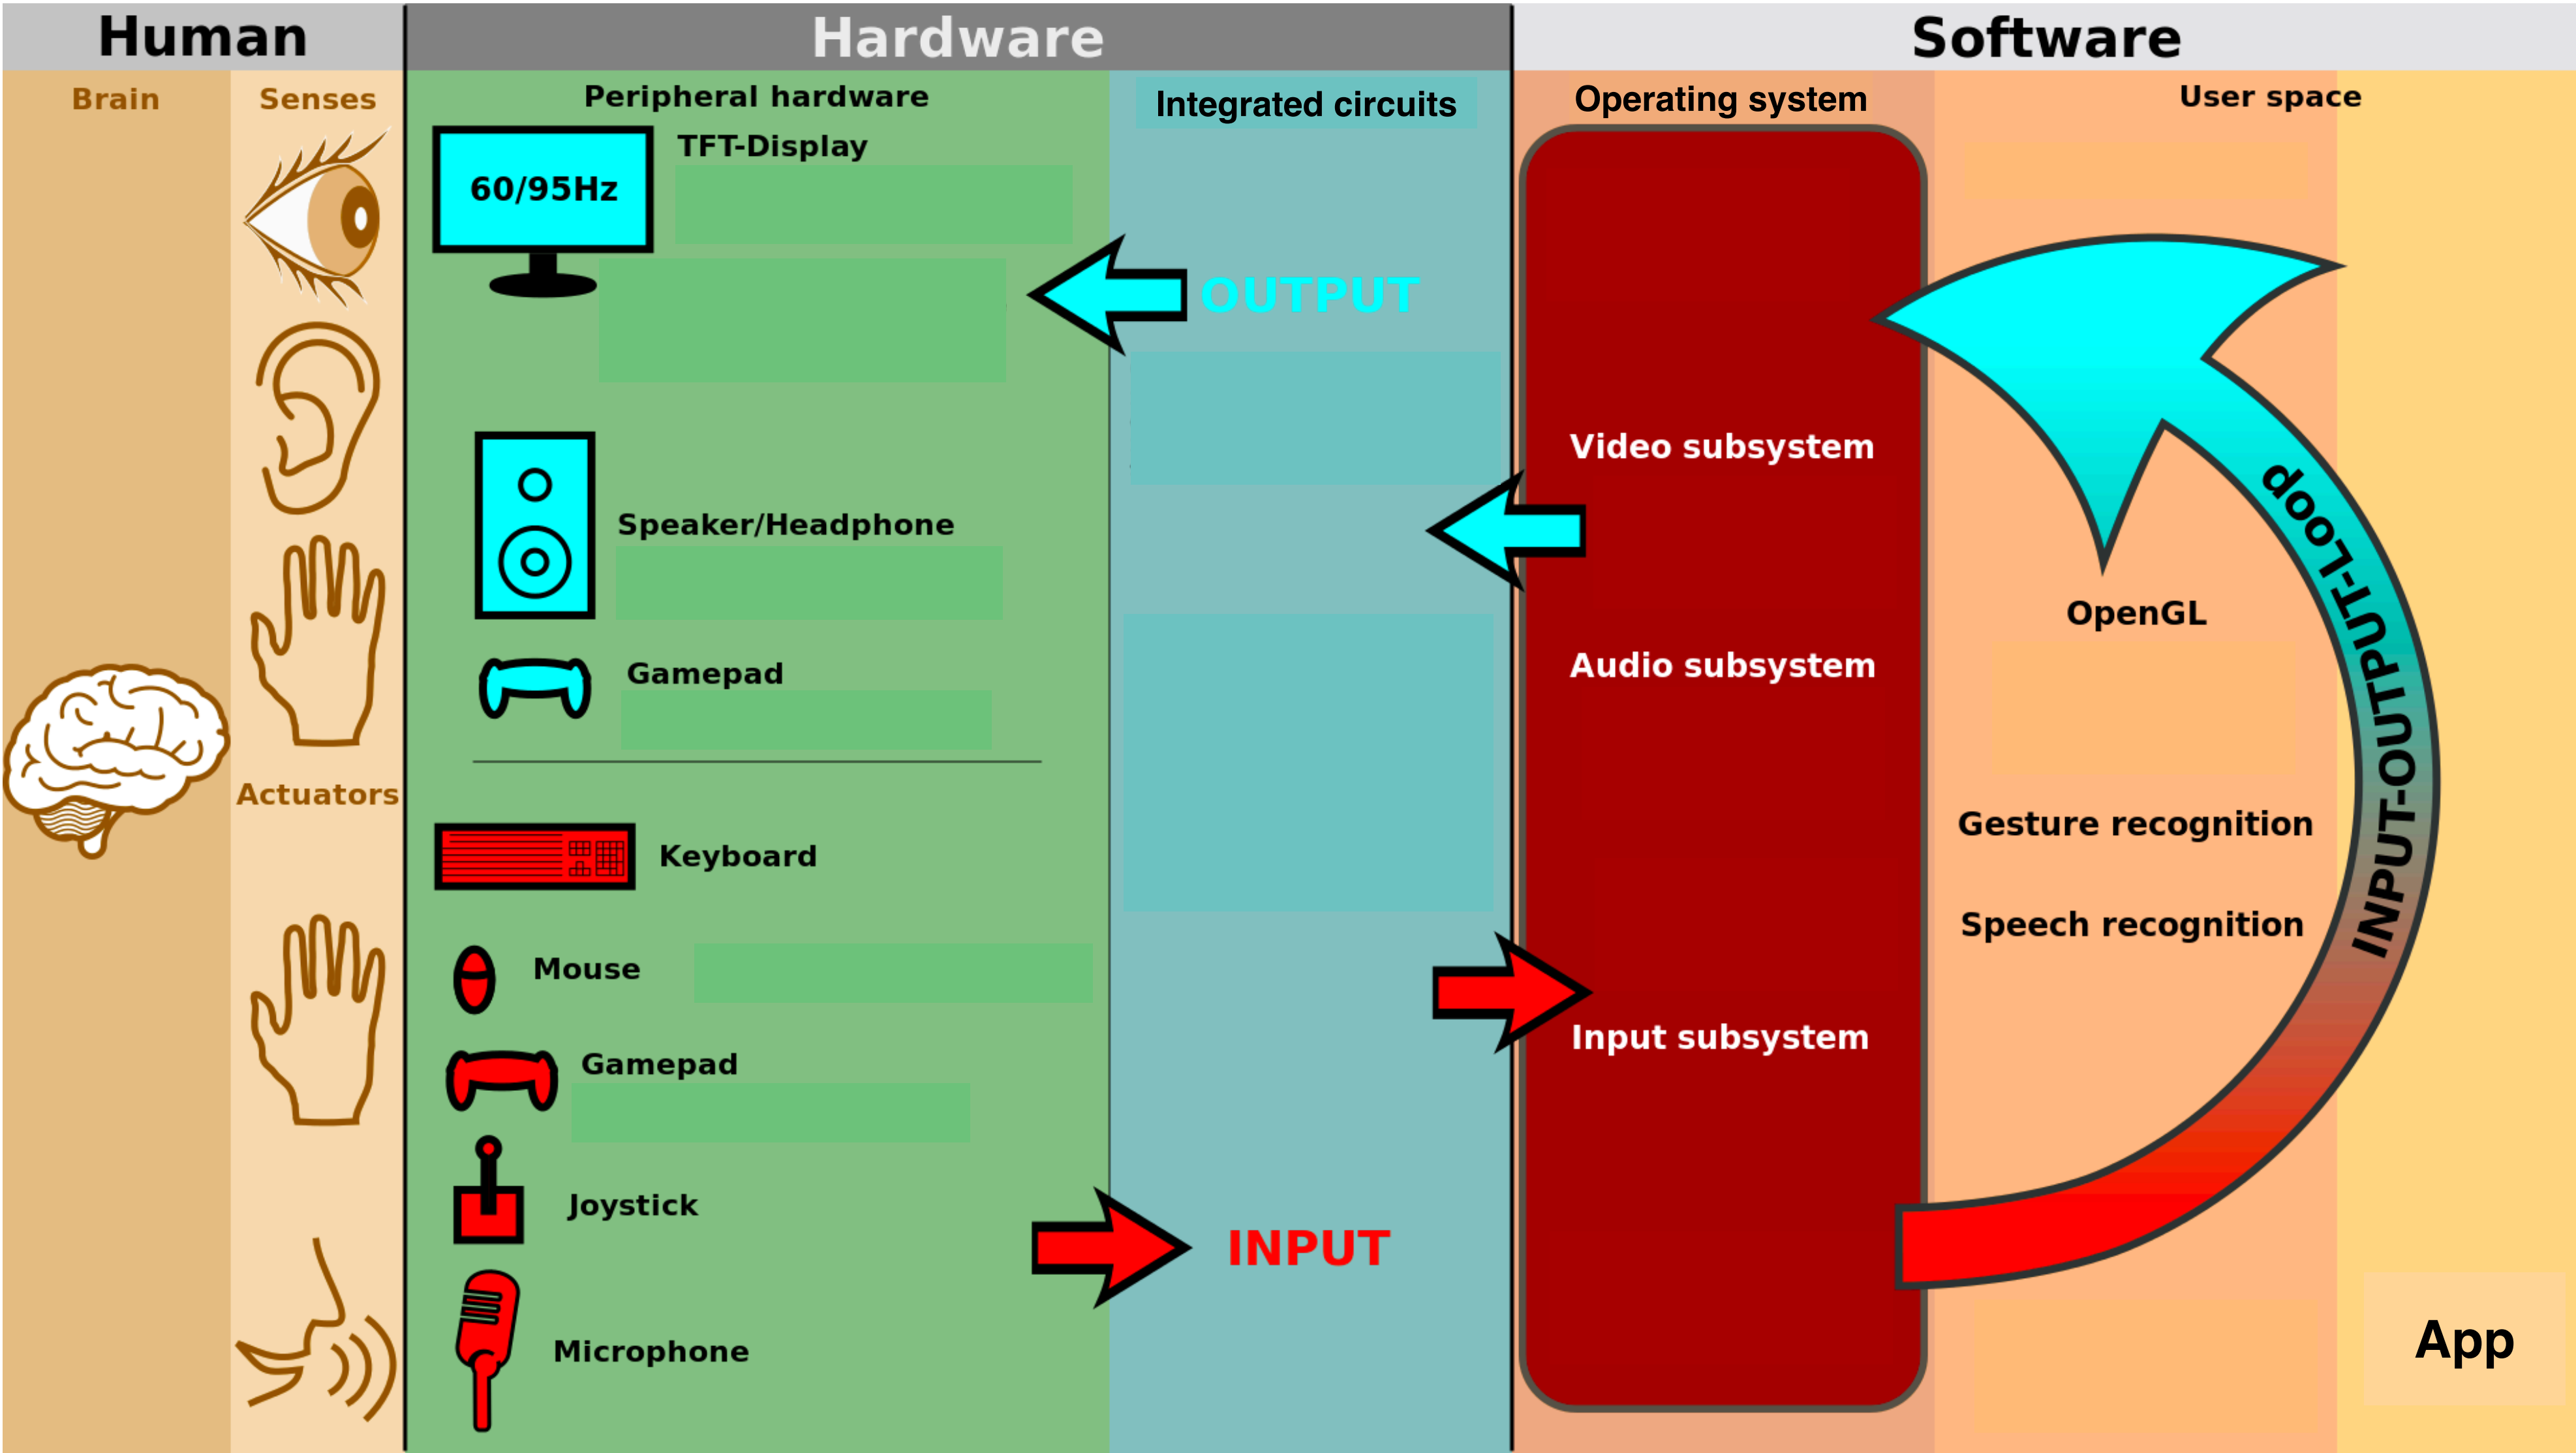 Human
Hardware
Software
Brain
Senses
Peripheral hardware
Integrated circuits
Operating system
User space
TFT-Display
60/95Hz
OUTPUT
Video subsystem
Speaker/Headphone
OpenGL
Audio subsystem
Gamepad
INPUT-OUTPUT-Loop
Actuators
Gesture recognition
Keyboard
Speech recognition
Mouse
Input subsystem
Gamepad
Joystick
INPUT
Microphone
App